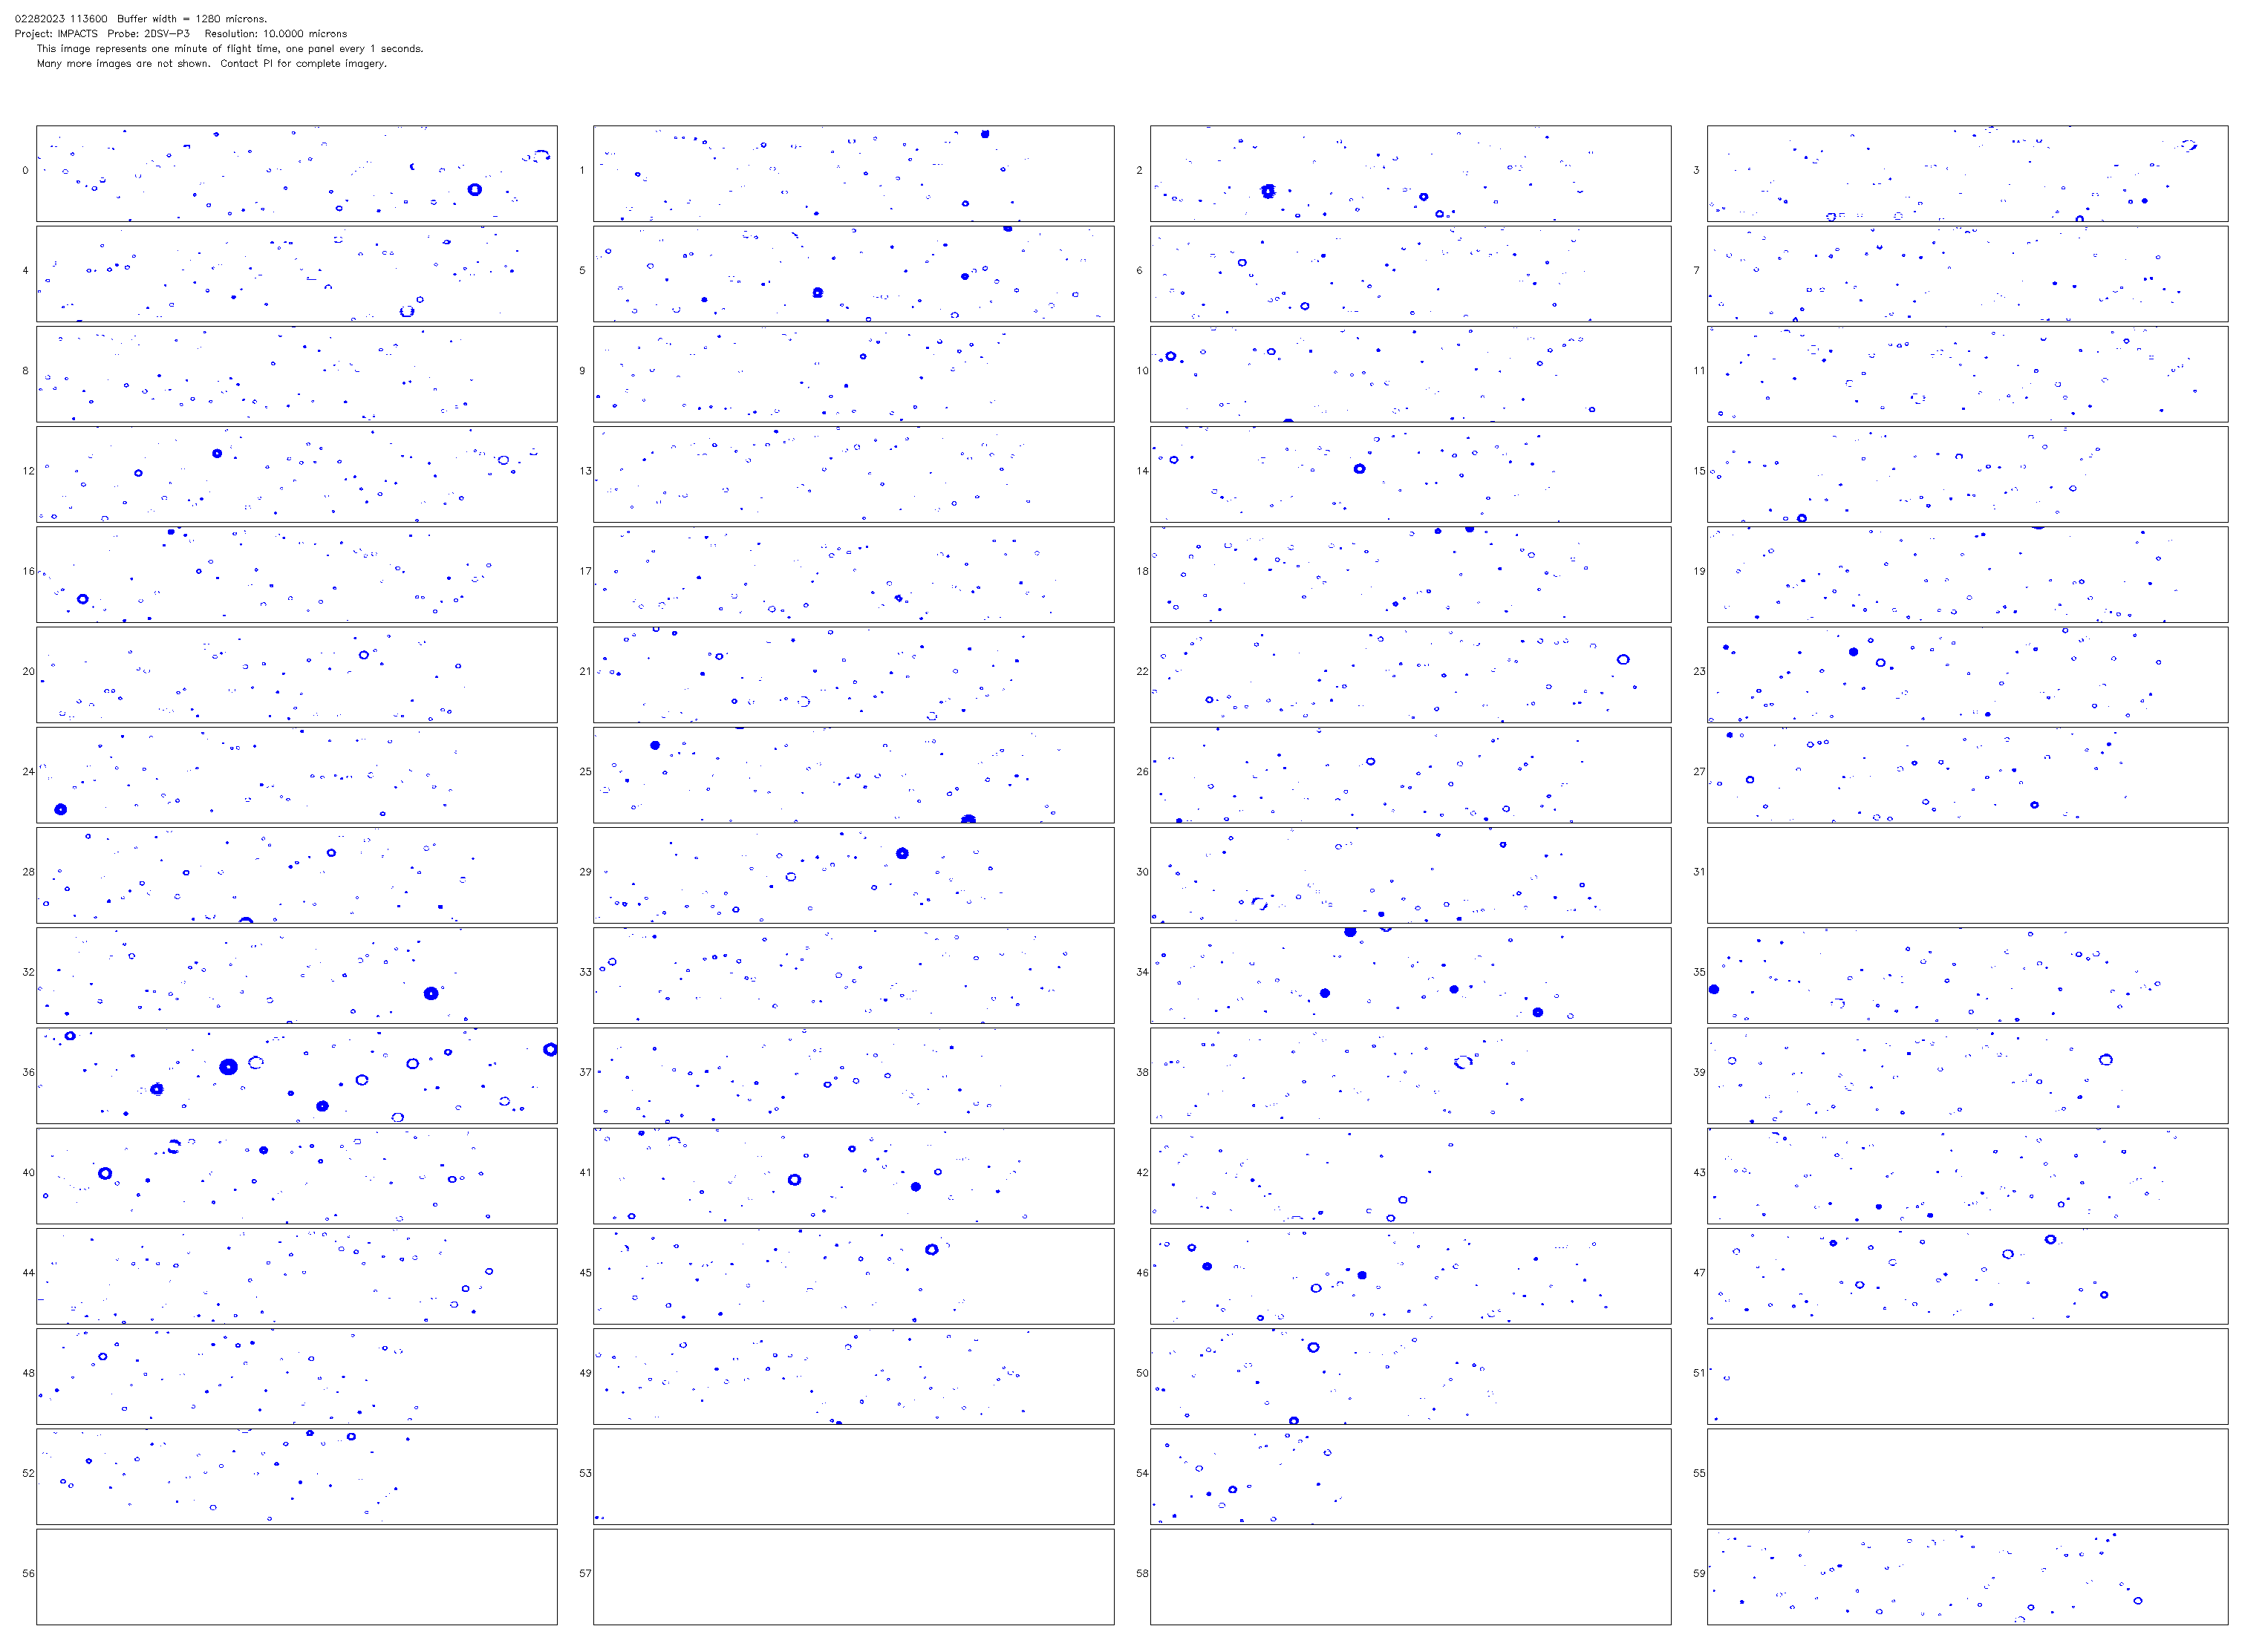 02282023 113600  Buffer width = 1280 microns.
Project: IMPACTS  Probe: 2DSV-P3   Resolution: 10.0000 microns
This image represents one minute of flight time, one panel every 1 seconds.
Many more images are not shown.  Contact PI for complete imagery.
0 1 2 3
4 5 6 7
8 9 10 11
12 13 14 15
16 17 18 19
20 21 22 23
24 25 26 27
28 29 30 31
32 33 34 35
36 37 38 39
40 41 42 43
44 45 46 47
48 49 50 51
52 53 54 55
56 57 58 59